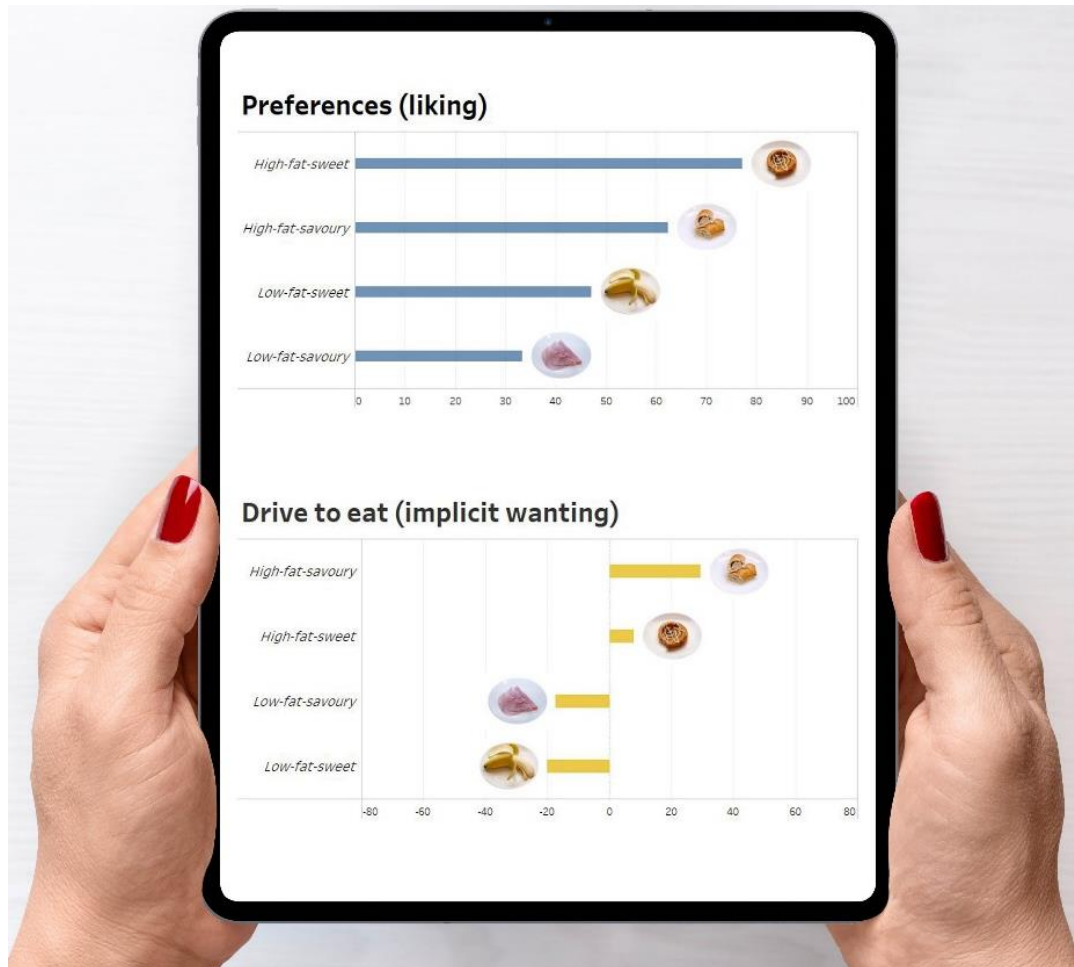 Preferences (liking)
High-fat-sweet
High-fat-savoury
Low-fat-sweet
Low-fat-savoury
0 10 20 30 40 50 60 70 80 90 100
Drive to eat (implicit wanting)
High-fat-savoury
High-fat-sweet
Low-fat-savoury
Low-fat-sweet
-80 -60 -40 -20 0 20 40 60 80